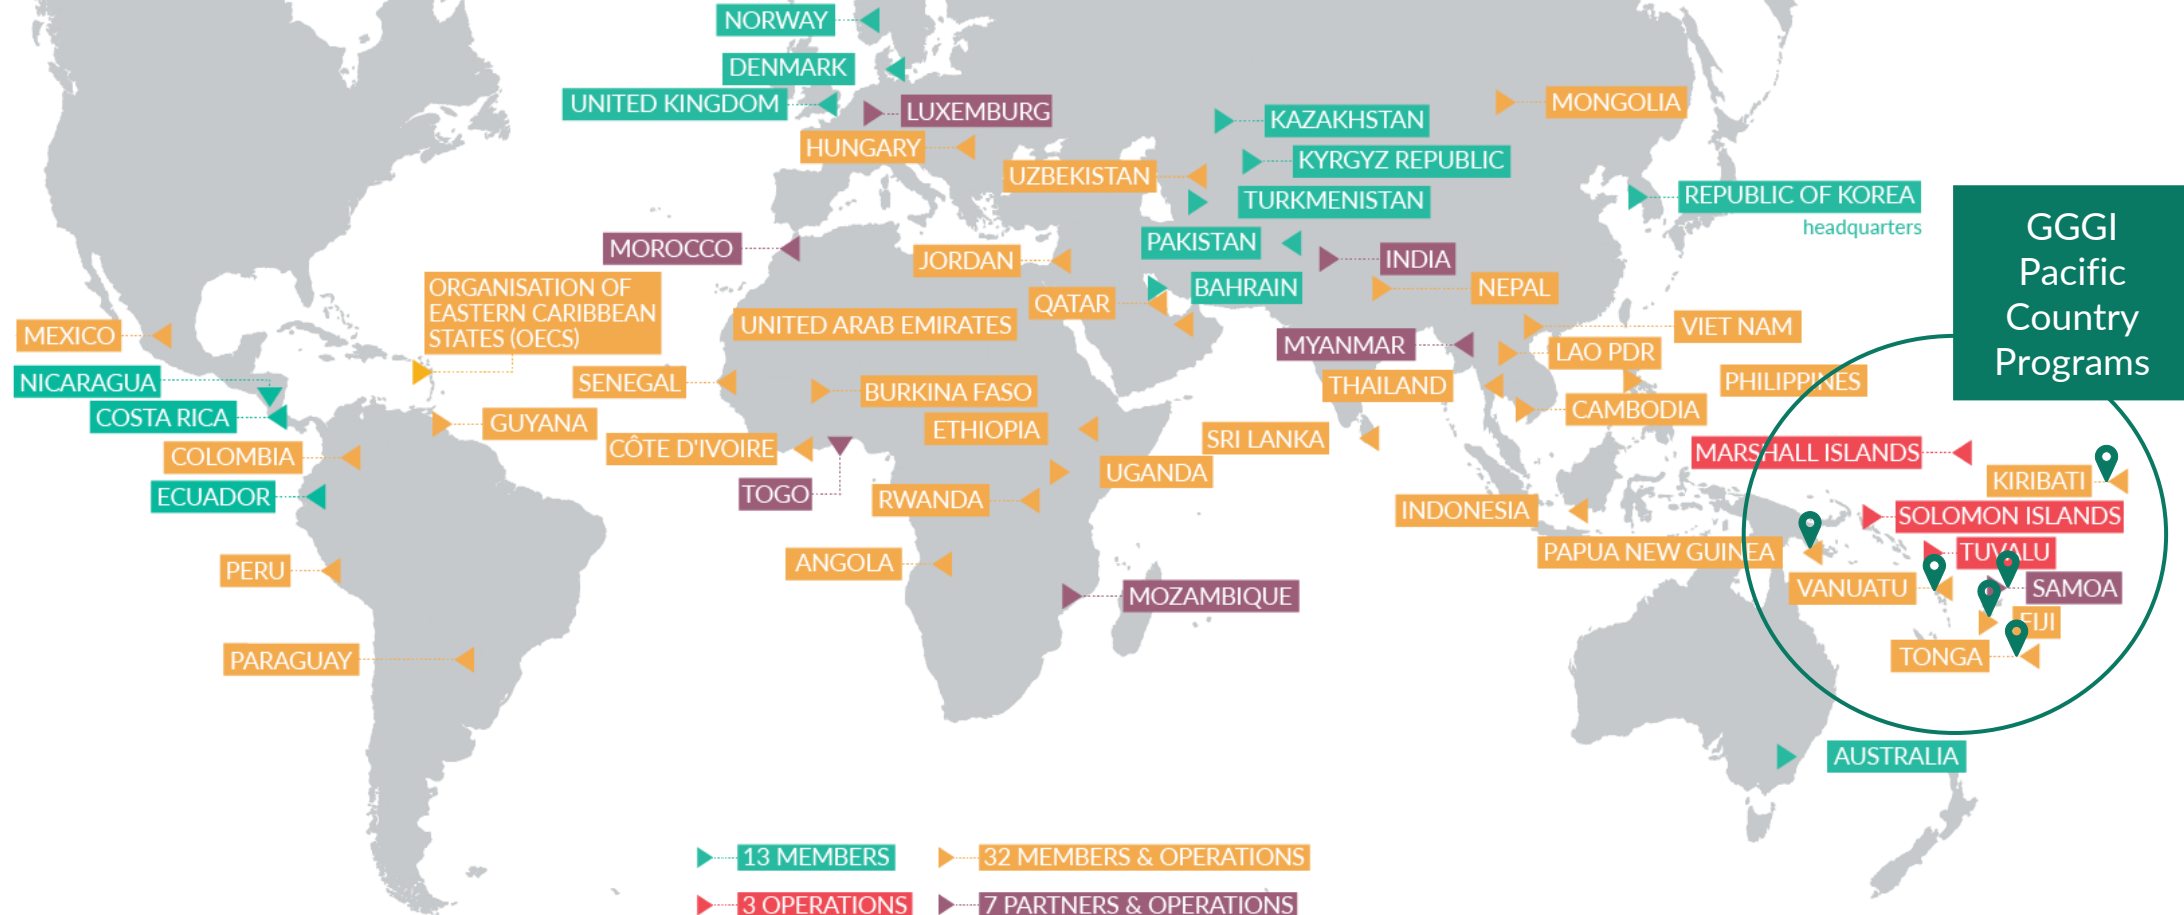 NORWAY
DENMARK
UNITED KINGDOM
LUXEMBURG
MONGOLIA
KAZAKHSTAN
HUNGARY
KYRGYZ REPUBLIC
UZBEKISTAN
TURKMENISTAN
REPUBLIC OF KOREA
headquarters
GGGI
Pacific
Country
Programs
MOROCCO
PAKISTAN
JORDAN
INDIA
ORGANISATION OF
EASTERN CARIBBEAN
STATES (OECS)
BAHRAIN
NEPAL
QATAR
MEXICO
UNITED ARAB EMIRATES
VIET NAM
MYANMAR
LAO PDR
NICARAGUA
SENEGAL
BURKINA FASO
THAILAND
PHILIPPINES
COSTA RICA
GUYANA
CAMBODIA
ETHIOPIA
SRI LANKA
CÔTE D'IVOIRE
COLOMBIA
MARSHALL ISLANDS
UGANDA
KIRIBATI
ECUADOR
TOGO
RWANDA
INDONESIA
SOLOMON ISLANDS
PAPUA NEW GUINEA
TUVALU
PERU
ANGOLA
VANUATU
SAMOA
MOZAMBIQUE
FIJI
TONGA
PARAGUAY
AUSTRALIA
13 MEMBERS
32 MEMBERS & OPERATIONS
3 OPERATIONS
7 PARTNERS & OPERATIONS